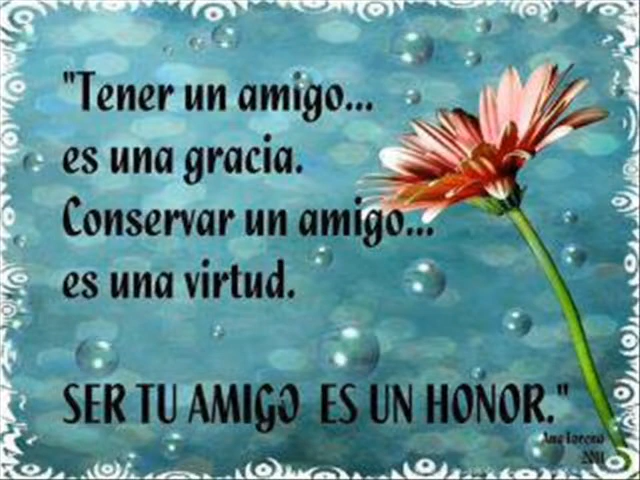 "Tener un amigo...
es una gracia.
Conservar un amigo...
es una virtud.
SER TU AMIGO ES UN HONOR."
Ana Lorena
2011